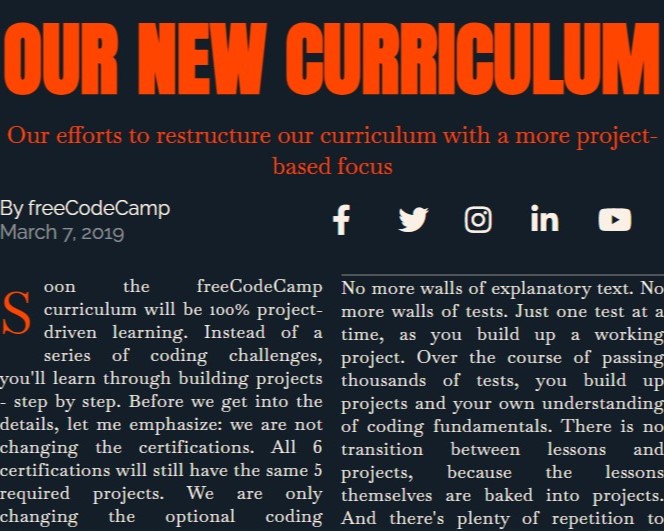 OUR NEW CURRICULUM
Our efforts to restructure our curriculum with a more project-
based focus
By freeCodeCamp
March 7, 2019
Soon the freeCodeCamp
curriculum will be 100% project-
driven learning. Instead of a
series of coding challenges,
you'll learn through building projects
- step by step. Before we get into the
details, let me emphasize: we are not
changing the certifications. All 6
certifications will still have the same 5
required projects. We are only
changing the optional coding
No more walls of explanatory text. No
more walls of tests. Just one test at a
time, as you build up a working
project. Over the course of passing
thousands of tests, you build up
projects and your own understanding
of coding fundamentals. There is no
transition between lessons and
projects, because the lessons
themselves are baked into projects.
And there's plenty of repetition to